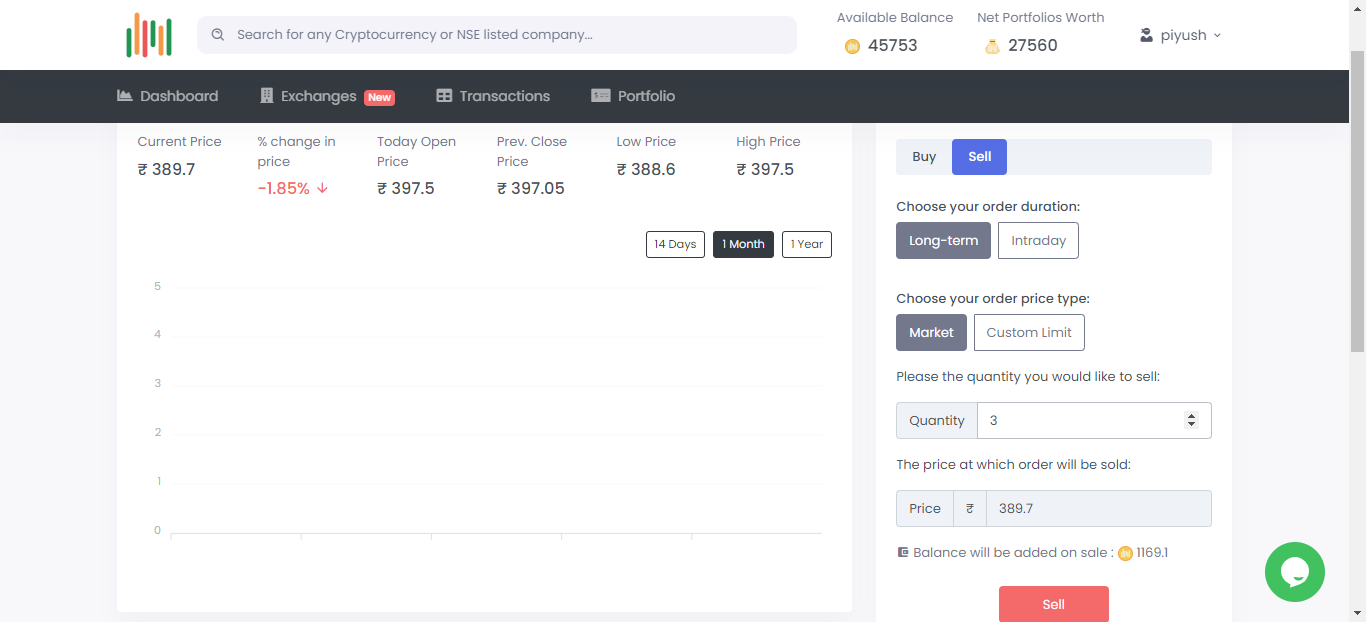 Search for any Cryptocurrency or NSE listed company...
Available Balance
45753
Net Portfolios Worth
27560
piyush
Dashboard
Exchanges New
Transactions
Portfolio
Current Price
₹ 389.7
% change in
price
-1.85% ↓
Today Open
Price
₹ 397.5
Prev. Close
Price
₹ 397.05
Low Price
₹ 388.6
High Price
₹ 397.5
14 Days
1 Month
1 Year
5
4
3
2
1
0
Buy
Sell
Choose your order duration:
Long-term
Intraday
Choose your order price type:
Market
Custom Limit
Please the quantity you would like to sell:
Quantity
3
The price at which order will be sold:
Price
₹
389.7
Balance will be added on sale : 1169.1
Sell